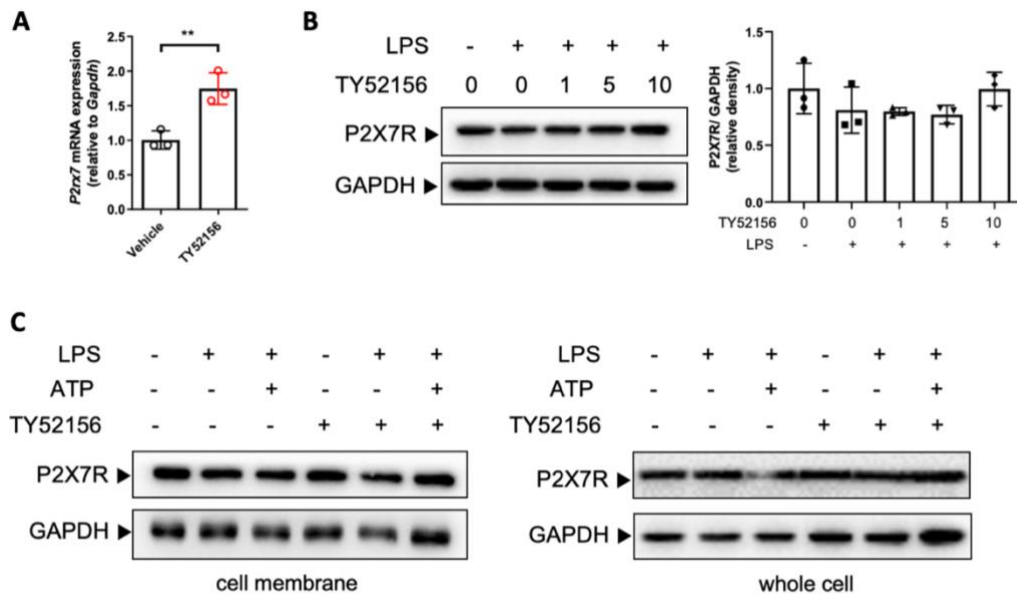 A
P2rx7 mRNA expression
(relative to Gapdh)
2.5
2.0
1.5
1.0
0.5
0.0
**
Vehicle
TY52156
B
LPS - + + + +
TY52156 0 0 1 5 10
P2X7R
GAPDH
P2X7R/ GAPDH
(relative density)
1.5
1.0
0.5
0.0
TY52156 0 0 1 5 10
LPS - + + + +
C
LPS - + + - + +
ATP - - + - - +
TY52156 - - - + + +
P2X7R
GAPDH
cell membrane
LPS - + + - + +
ATP - - + - - +
TY52156 - - - + + +
P2X7R
GAPDH
whole cell